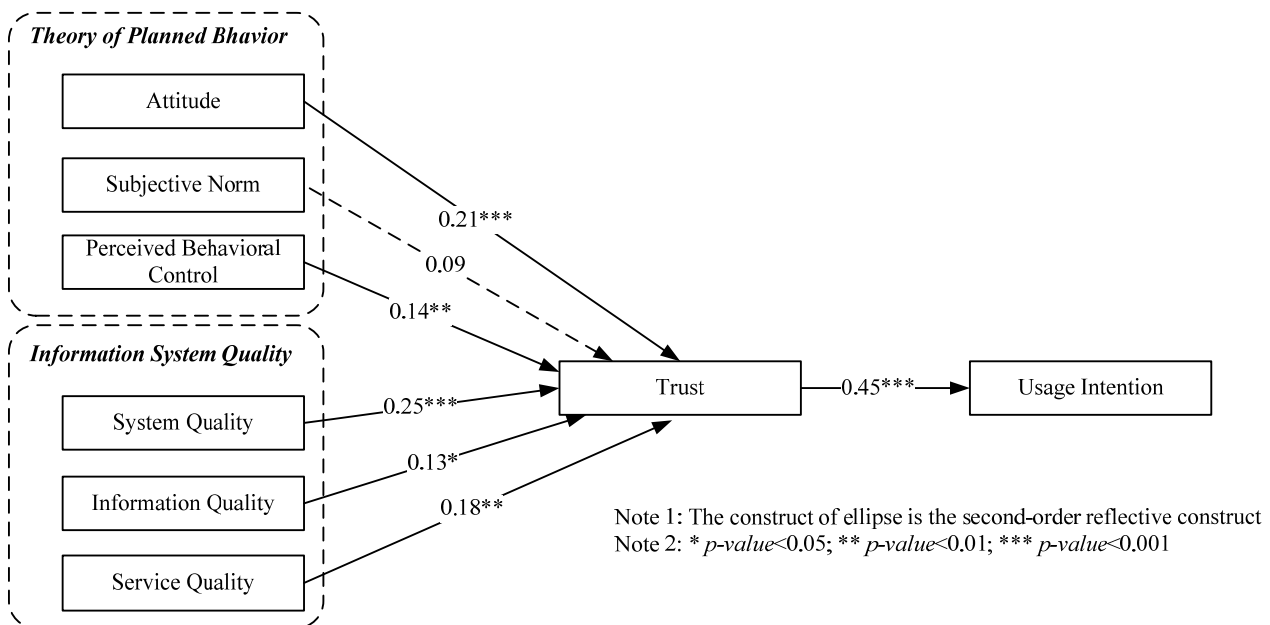 Theory of Planned Bhavior
Attitude
Subjective Norm
Perceived Behavioral
Control
0.21***
0.09
0.14**
Information System Quality
System Quality
Information Quality
Service Quality
0.25***
0.13*
0.18**
Trust
0.45***
Usage Intention
Note 1: The construct of ellipse is the second-order reflective construct
Note 2: * p-value<0.05; ** p-value<0.01; *** p-value<0.001